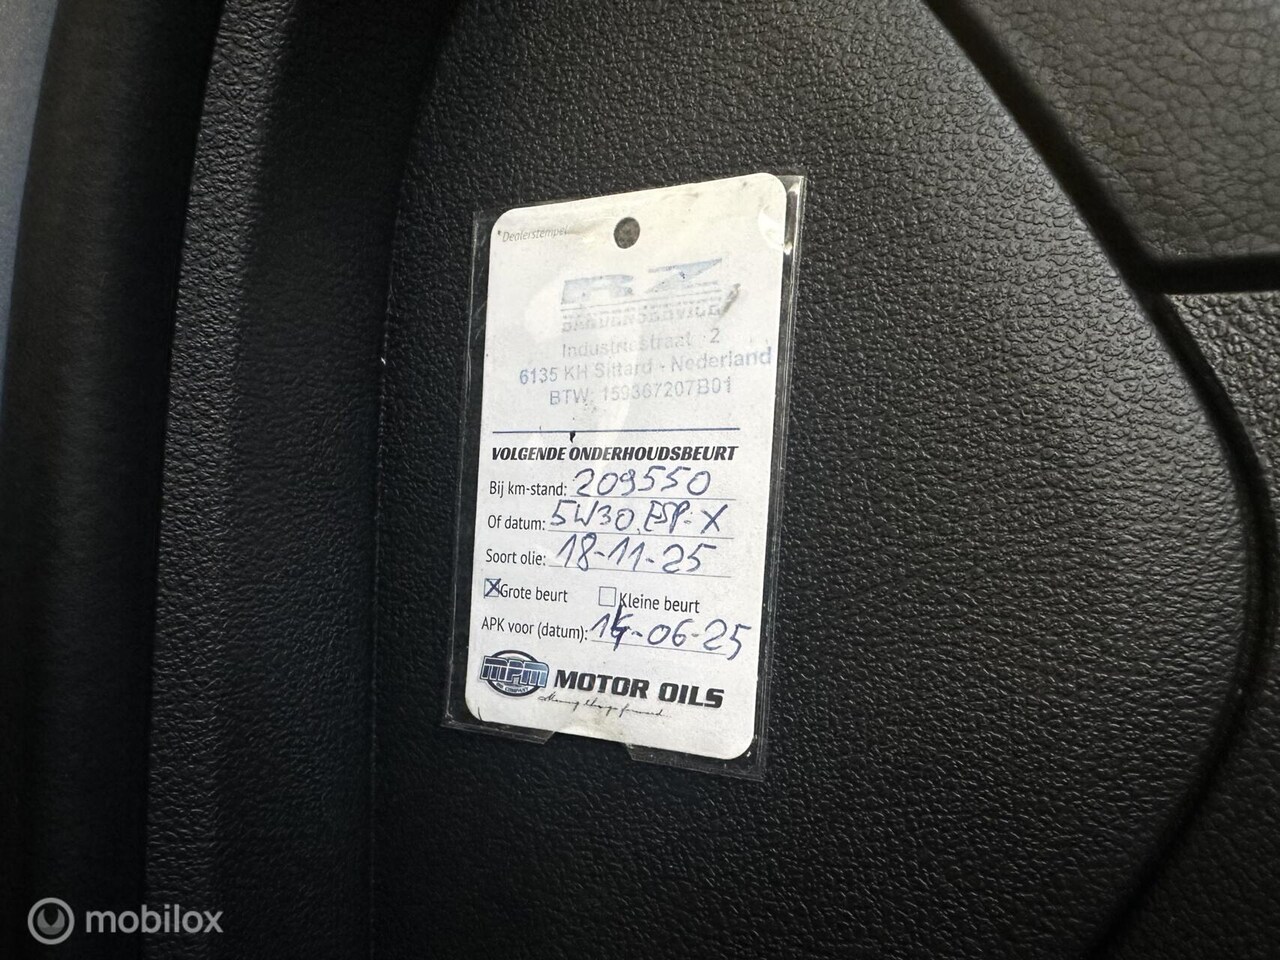 *Dealerstempel
RZ
BANDENSERVICE
Industriestraat 2
6135 KH Sittard - Nederland
BTW: 159367207B01
VOLGENDE ONDERHOUDSBEURT
Bij km-stand: 209550
Of datum: 5W30 ESP-X
Soort olie: 18-11-25
X Grote beurt Kleine beurt
APK voor (datum): -06-25
MPM
OIL COMPANY
MOTOR OILS
mobilox